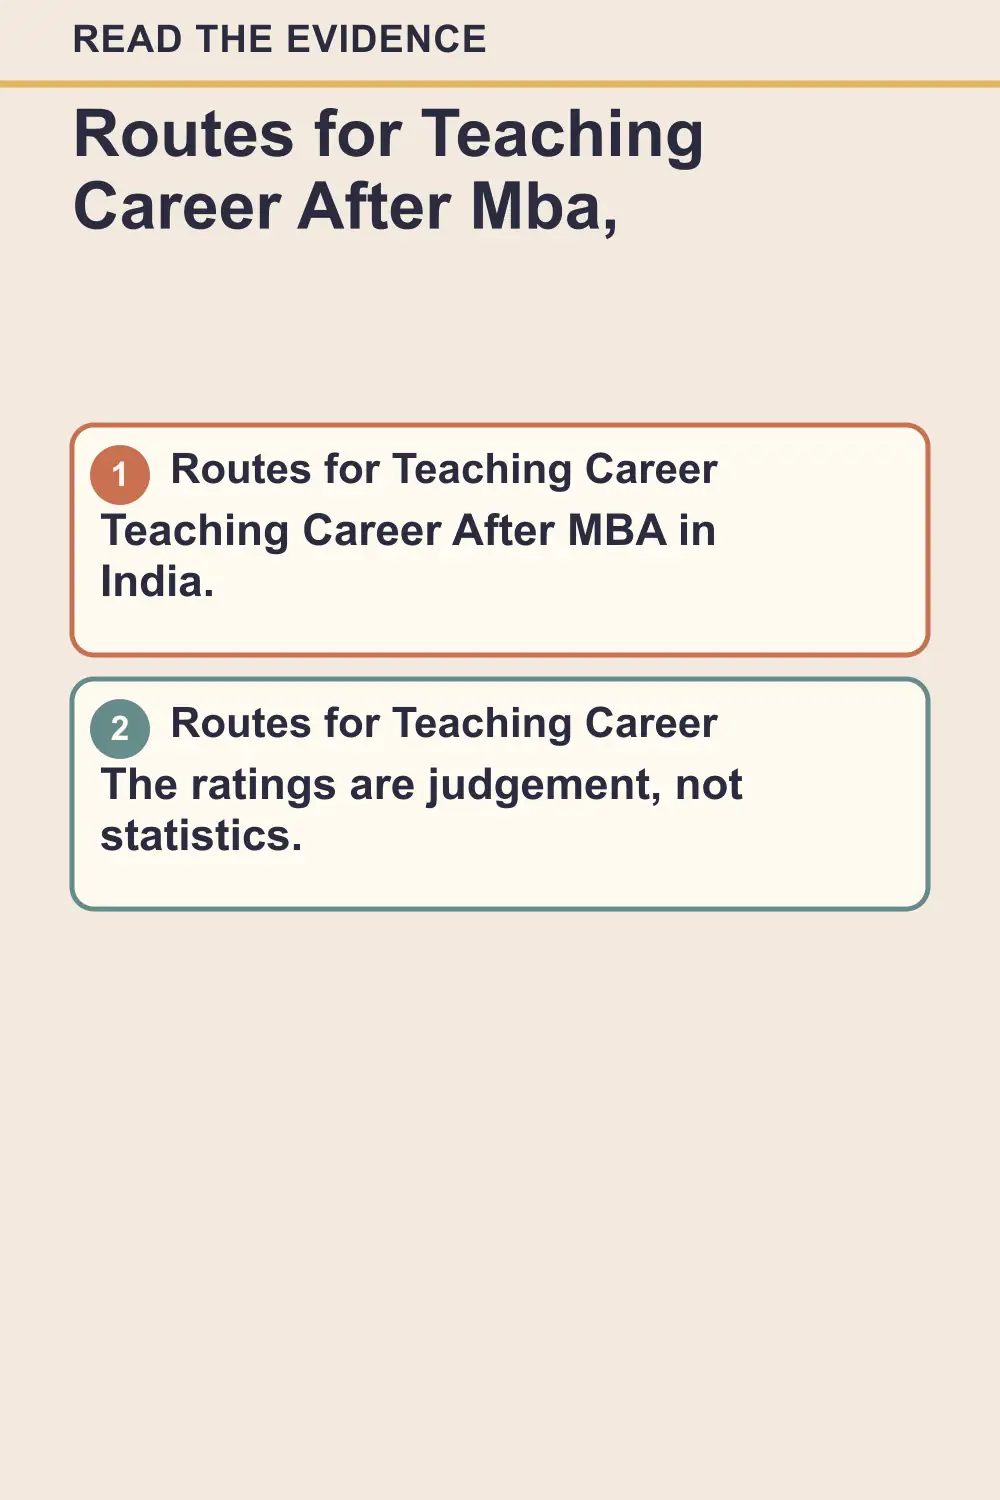 READ THE EVIDENCE
Routes for Teaching
Career After Mba,
1 Routes for Teaching Career
Teaching Career After MBA in
India.
2 Routes for Teaching Career
The ratings are judgement, not
statistics.